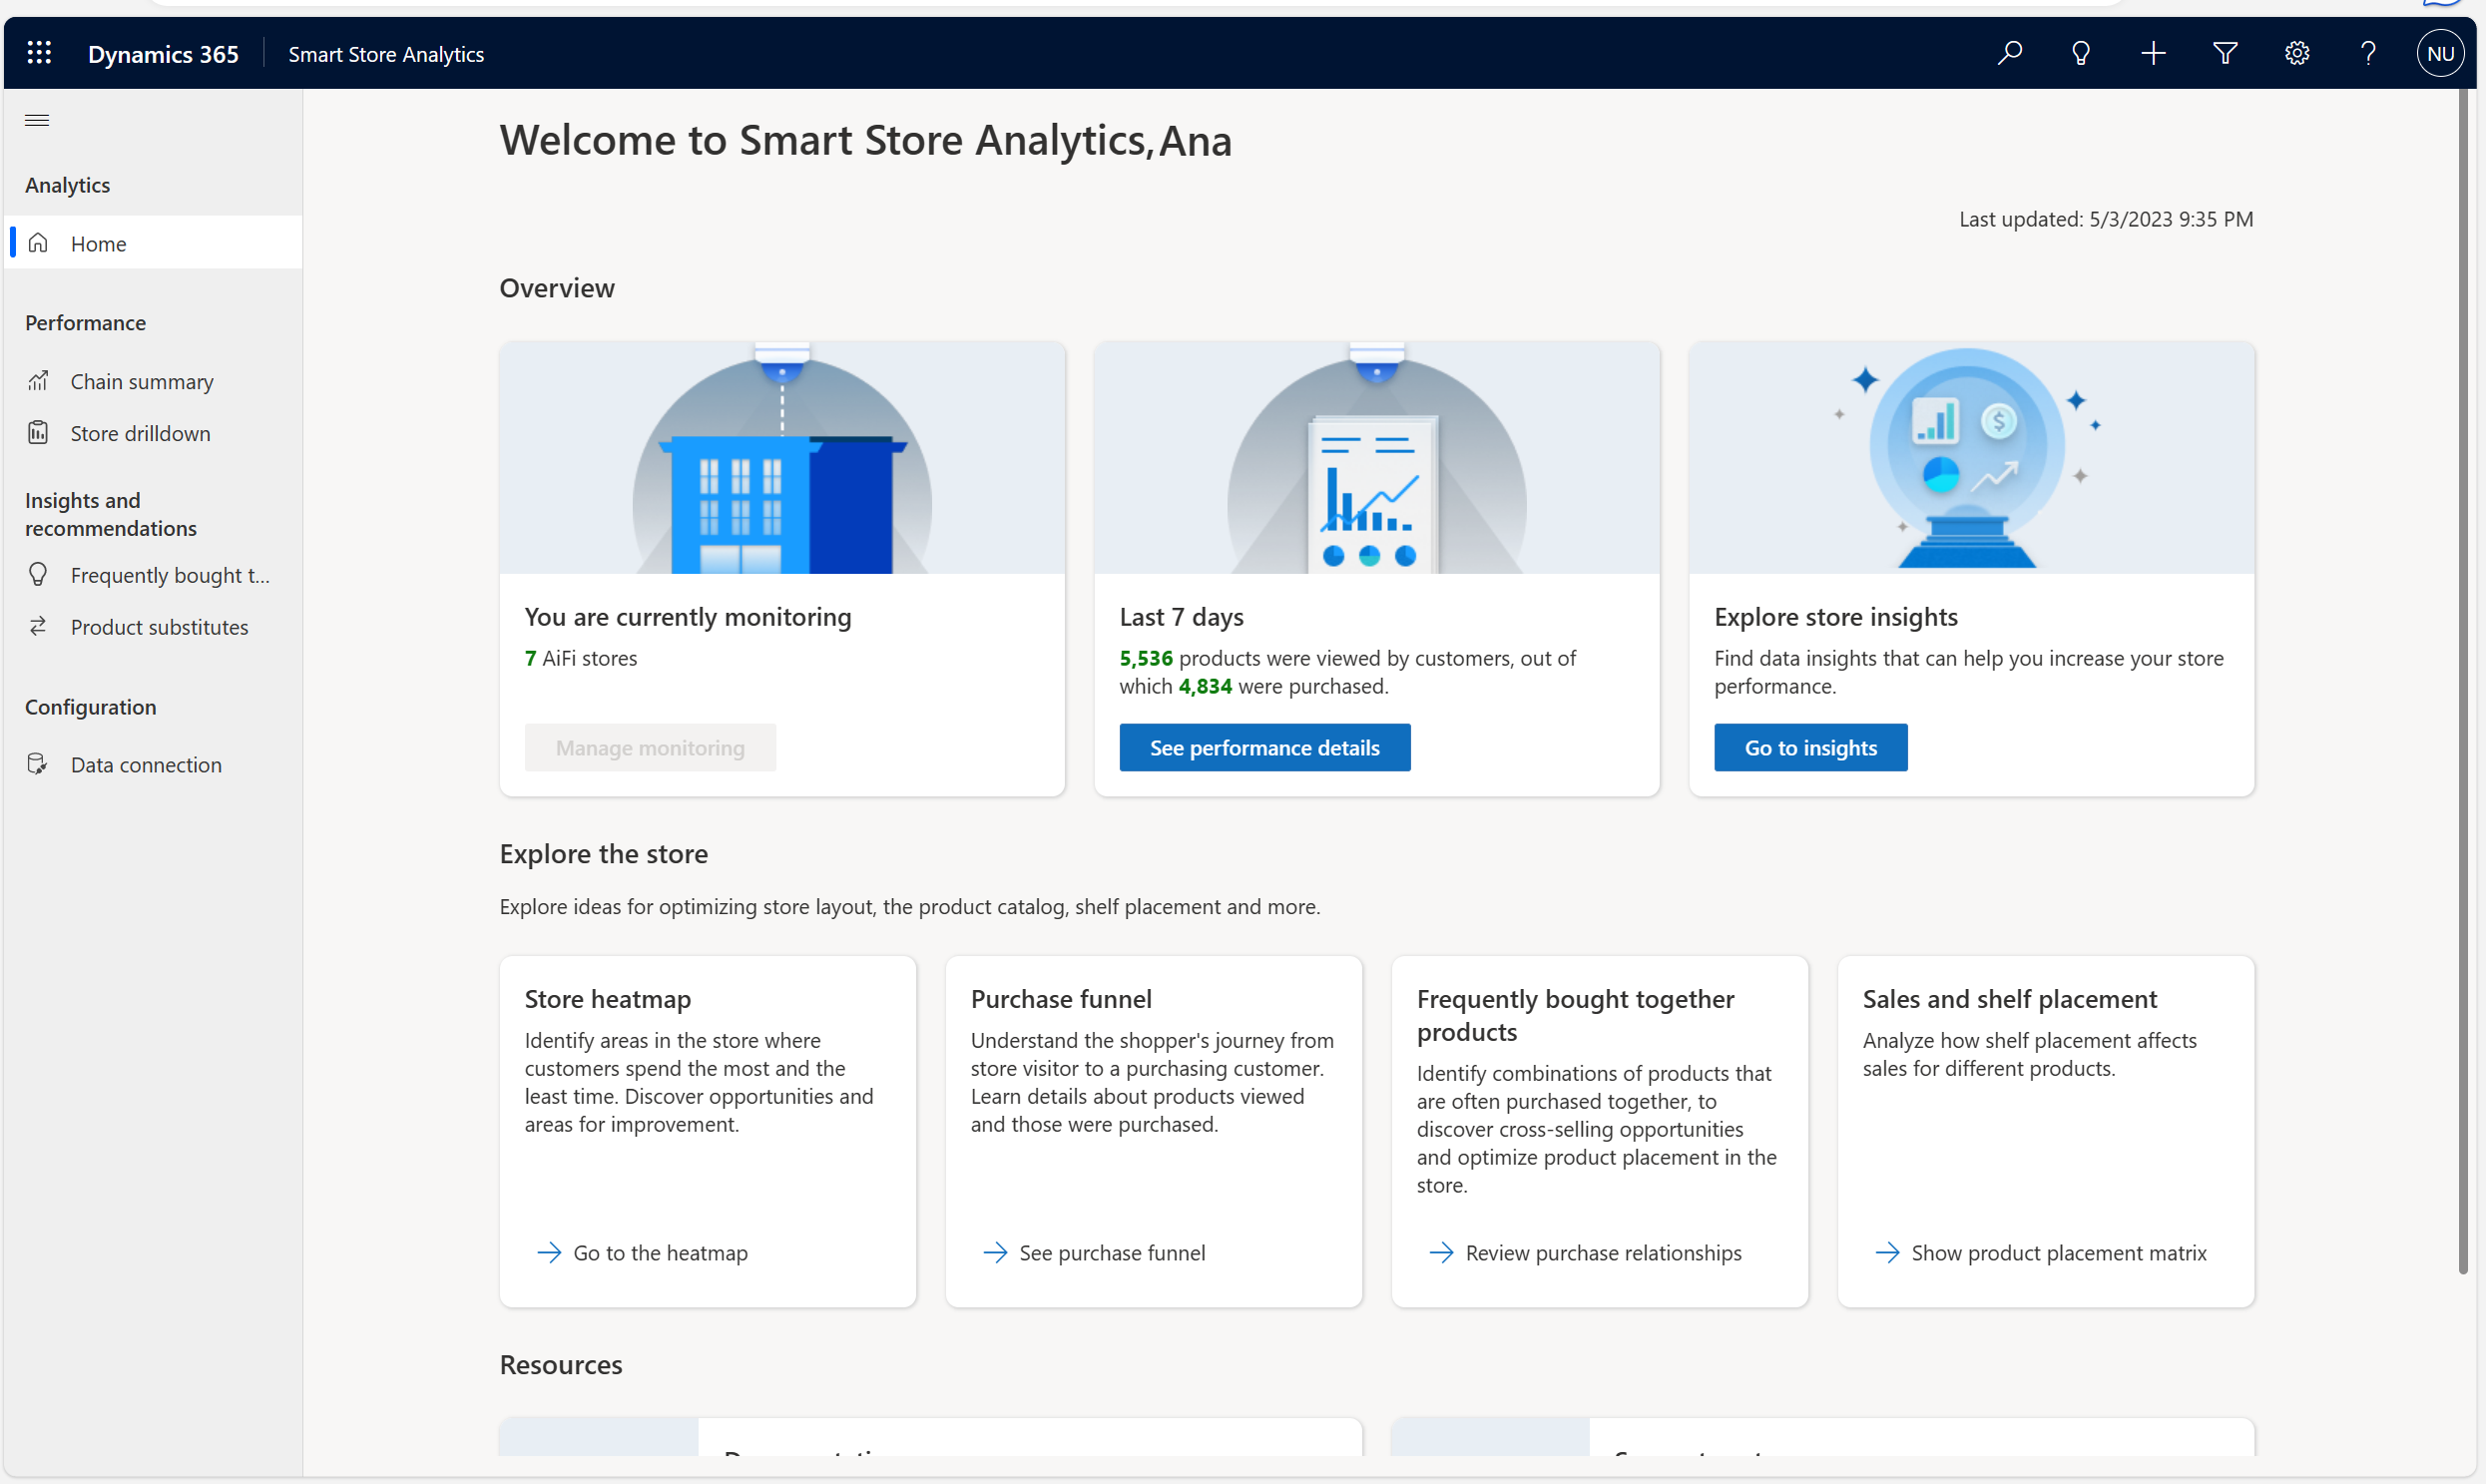 Dynamics 365
Smart Store Analytics
NU
Analytics
Home
Performance
Chain summary
Store drilldown
Insights and
recommendations
Frequently bought t...
Product substitutes
Configuration
Data connection
Welcome to Smart Store Analytics,Ana
Last updated: 5/3/2023 9:35 PM
Overview
You are currently monitoring
7 AiFi stores
Manage monitoring
Last 7 days
5,536 products were viewed by customers, out of
which 4,834 were purchased.
See performance details
Explore store insights
Find data insights that can help you increase your store
performance.
Go to insights
Explore the store
Explore ideas for optimizing store layout, the product catalog, shelf placement and more.
Store heatmap
Identify areas in the store where
customers spend the most and the
least time. Discover opportunities and
areas for improvement.
Go to the heatmap
Purchase funnel
Understand the shopper's journey from
store visitor to a purchasing customer.
Learn details about products viewed
and those were purchased.
See purchase funnel
Frequently bought together
products
Identify combinations of products that
are often purchased together, to
discover cross-selling opportunities
and optimize product placement in the
store.
Review purchase relationships
Sales and shelf placement
Analyze how shelf placement affects
sales for different products.
Show product placement matrix
Resources